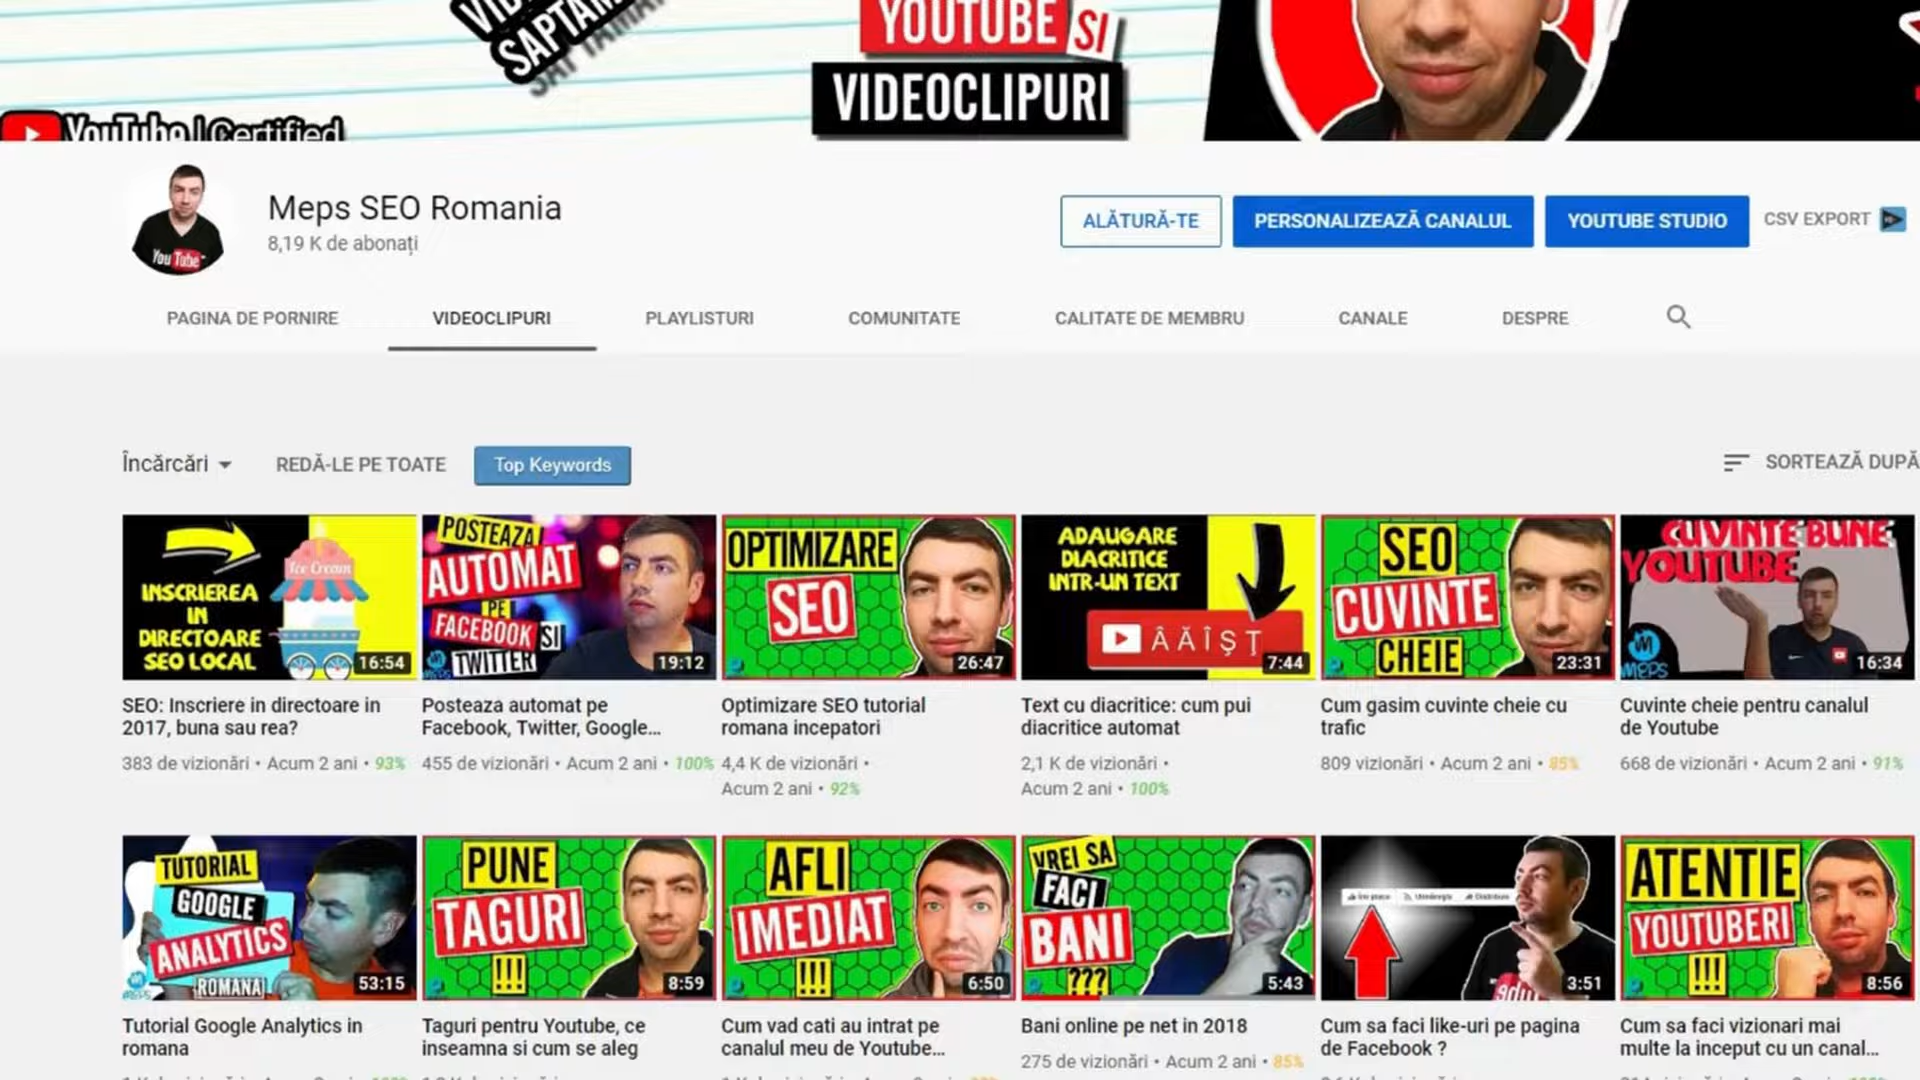 SAPTAM
YOUTUBE SI
VIDEOCLIPURI
YouTube | Certified
You Tube
Meps SEO Romania
8,19 K de abonați
ALĂTURĂ-TE
PERSONALIZEAZĂ CANALUL
YOUTUBE STUDIO
CSV EXPORT
PAGINA DE PORNIRE
VIDEOCLIPURI
PLAYLISTURI
COMUNITATE
CALITATE DE MEMBRU
CANALE
DESPRE
Încărcări
REDĂ-LE PE TOATE
Top Keywords
SORTEAZĂ DUPĂ
Ice Cream
INSCRIEREA
IN
DIRECTOARE
SEO LOCAL
16:54
POSTEAZA
AUTOMAT
PE
FACEBOOK SI
TWITTER
19:12
OPTIMIZARE
SEO
26:47
ADAUGARE
DIACRITICE
INTR-UN TEXT
ÂĂÎȘȚ
7:44
SEO
CUVINTE
CHEIE
23:31
CUVINTE BUNE
YOUTUBE
MEPS
16:34
SEO: Inscriere in directoare in
2017, buna sau rea?
383 de vizionări • Acum 2 ani • 93%
Posteaza automat pe
Facebook, Twitter, Google...
455 de vizionări • Acum 2 ani • 100%
Optimizare SEO tutorial
romana incepatori
4,4 K de vizionări •
Acum 2 ani • 92%
Text cu diacritice: cum pui
diacritice automat
2,1 K de vizionări •
Acum 2 ani • 100%
Cum gasim cuvinte cheie cu
trafic
809 vizionări • Acum 2 ani • 85%
Cuvinte cheie pentru canalul
de Youtube
668 de vizionări • Acum 2 ani • 91%
TUTORIAL
GOOGLE
ANALYTICS
ROMANA
MEPS
53:15
PUNE
TAGURI
!!!
8:59
AFLI
IMEDIAT
!!!
6:50
VREI SA
FACI
BANI
???
5:43
3:51
ATENTIE
YOUTUBERI
!!!
8:56
Tutorial Google Analytics in
romana
Taguri pentru Youtube, ce
inseamna si cum se aleg
Cum vad cati au intrat pe
canalul meu de Youtube...
Bani online pe net in 2018
275 de vizionări • Acum 2 ani • 85%
Cum sa faci like-uri pe pagina
de Facebook ?
Cum sa faci vizionari mai
multe la inceput cu un canal...